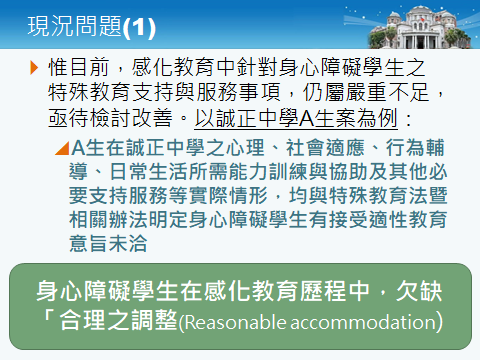 現況問題(1)
惟目前，感化教育中針對身心障礙學生之
特殊教育支持與服務事項，仍屬嚴重不足，
亟待檢討改善。以誠正中學A生案為例：
A生在誠正中學之心理、社會適應、行為輔
導、日常生活所需能力訓練與協助及其他必
要支持服務等實際情形，均與特殊教育法暨
相關辦法明定身心障礙學生有接受適性教育
意旨未洽
身心障礙學生在感化教育歷程中，欠缺
「合理之調整(Reasonable accommodation)